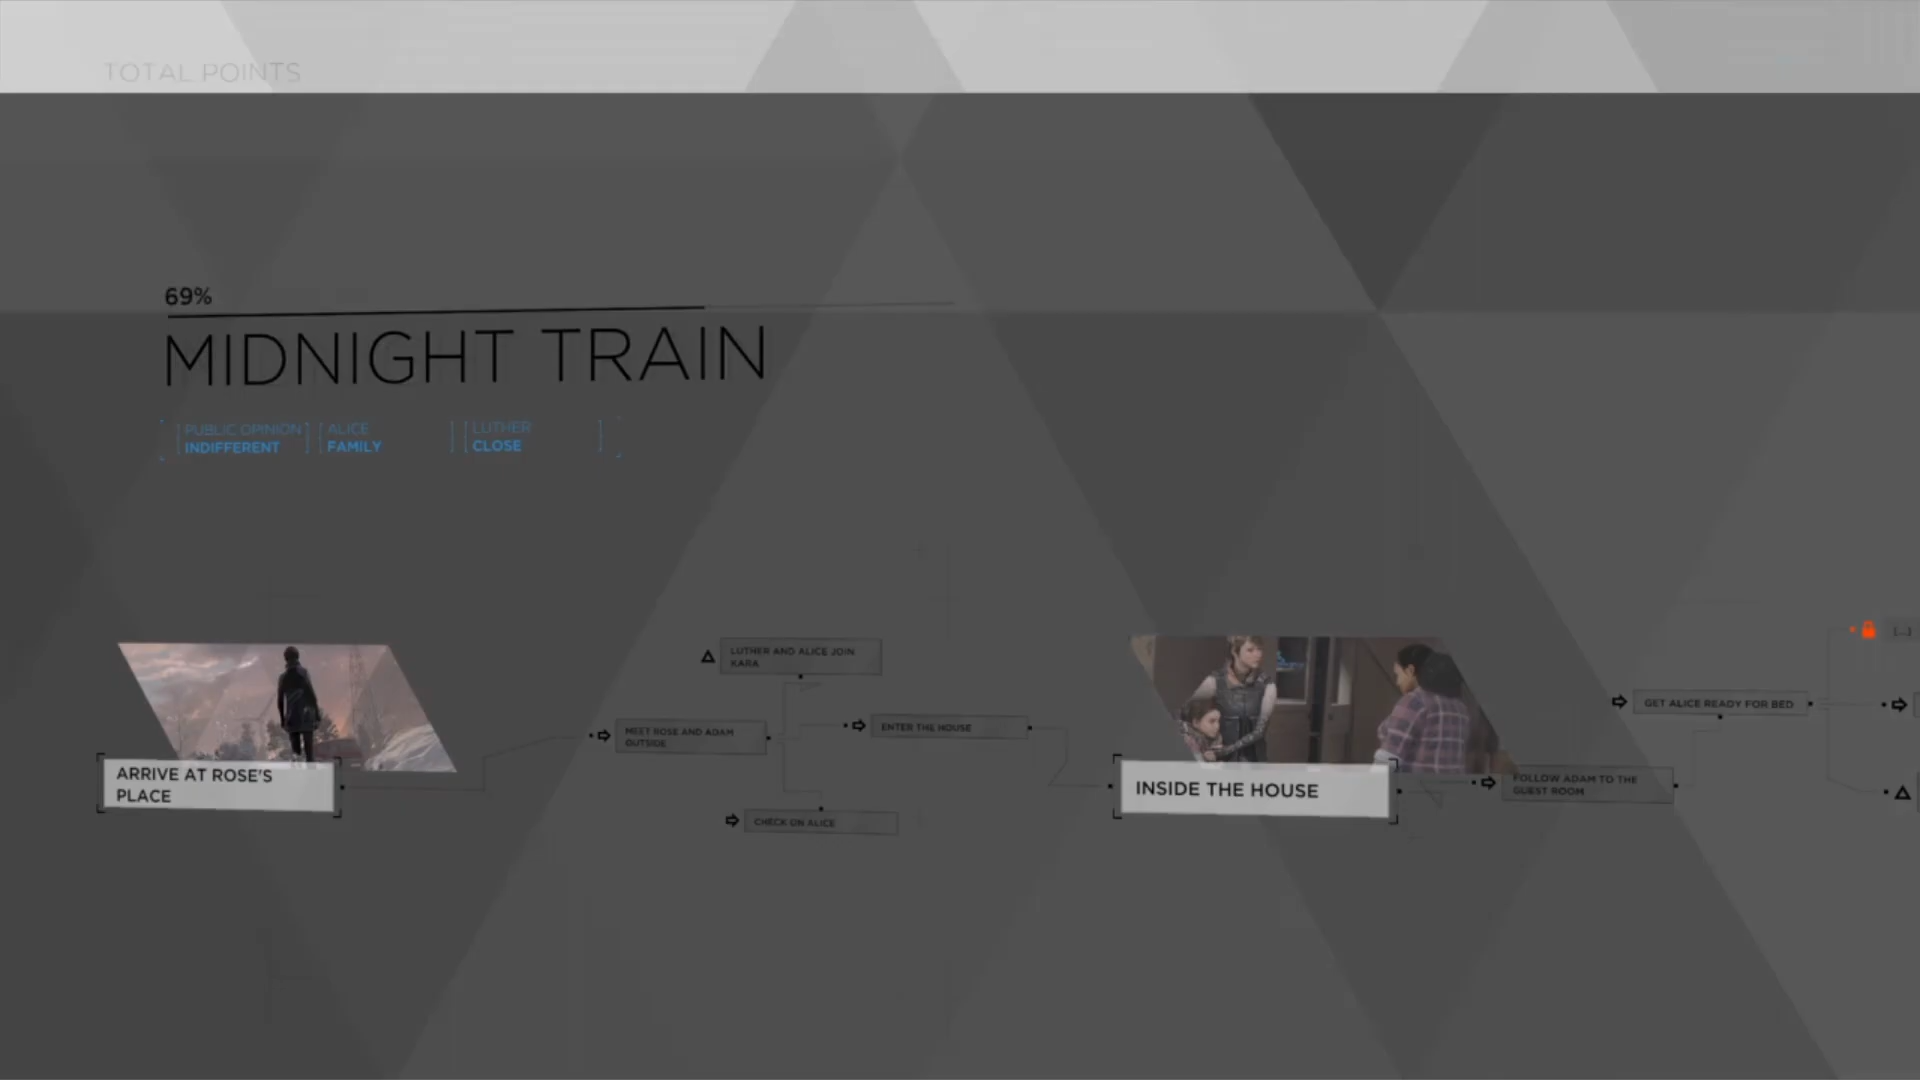 TOTAL POINTS
69%
MIDNIGHT TRAIN
PUBLIC OPINION
INDIFFERENT
ALICE
FAMILY
LUTHER
CLOSE
ARRIVE AT ROSE'S
PLACE
MEET ROSE AND ADAM
OUTSIDE
LUTHER AND ALICE JOIN
KARA
ENTER THE HOUSE
CHECK ON ALICE
INSIDE THE HOUSE
FOLLOW ADAM TO THE
GUEST ROOM
GET ALICE READY FOR BED
[...]